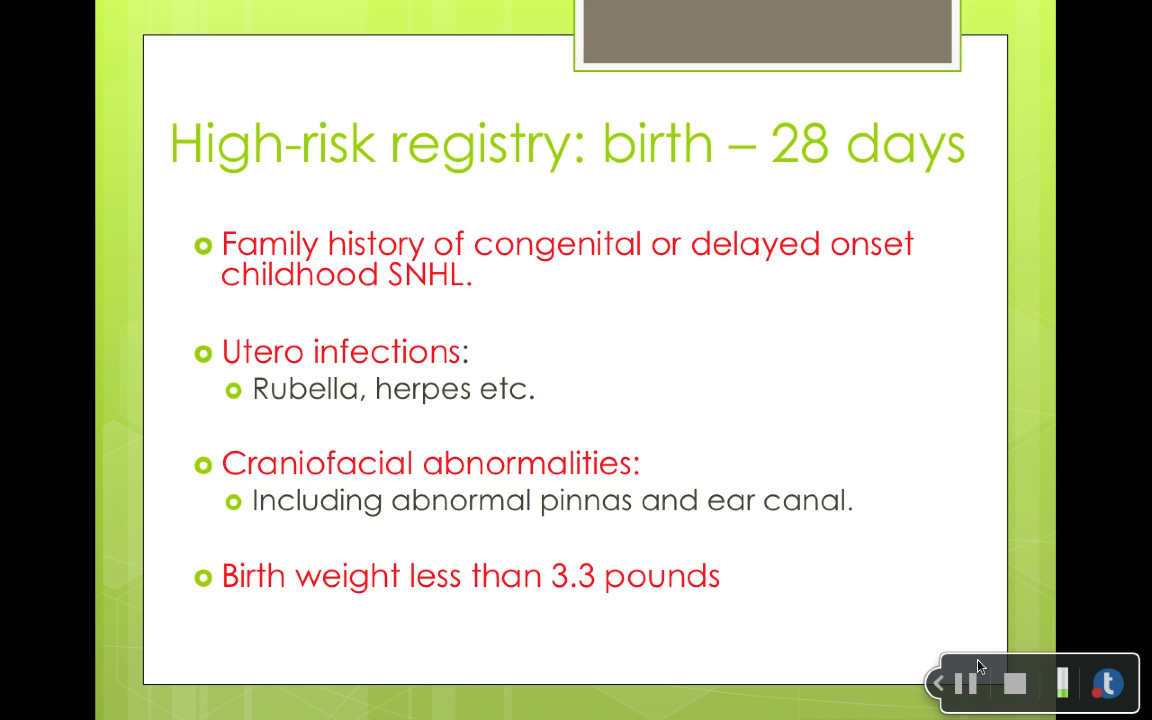 High-risk registry: birth – 28 days
Family history of congenital or delayed onset
childhood SNHL.
Utero infections:
Rubella, herpes etc.
Craniofacial abnormalities:
Including abnormal pinnas and ear canal.
Birth weight less than 3.3 pounds
t